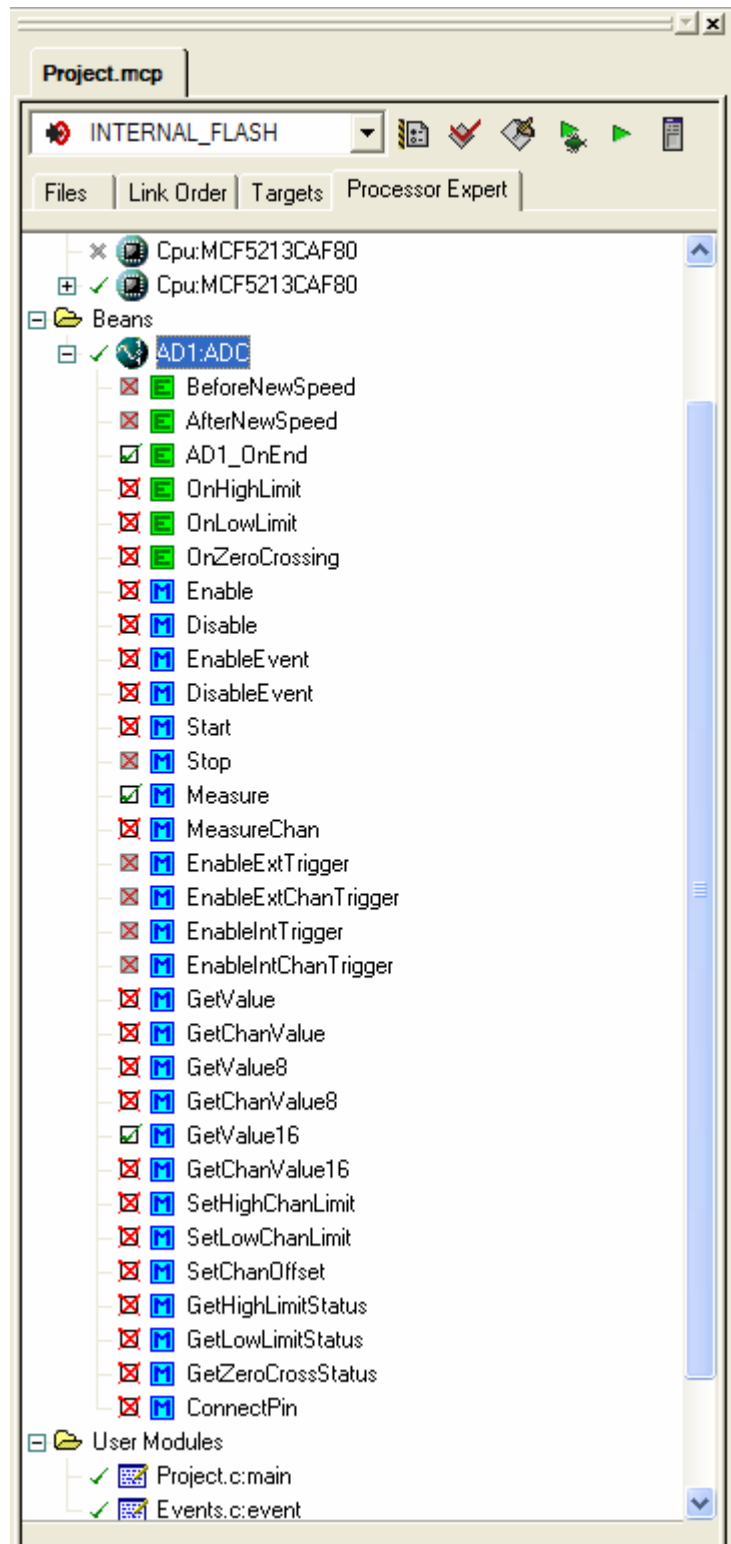 Project.mcp
INTERNAL_FLASH
Files Link Order Targets Processor Expert
Cpu:MCF5213CAF80
Cpu:MCF5213CAF80
Beans
AD1:ADC
E BeforeNewSpeed
E AfterNewSpeed
E AD1_OnEnd
E OnHighLimit
E OnLowLimit
E OnZeroCrossing
M Enable
M Disable
M EnableEvent
M DisableEvent
M Start
M Stop
M Measure
M MeasureChan
M EnableExtTrigger
M EnableExtChanTrigger
M EnableIntTrigger
M EnableIntChanTrigger
M GetValue
M GetChanValue
M GetValue8
M GetChanValue8
M GetValue16
M GetChanValue16
M SetHighChanLimit
M SetLowChanLimit
M SetChanOffset
M GetHighLimitStatus
M GetLowLimitStatus
M GetZeroCrossStatus
M ConnectPin
User Modules
Project.c:main
Events.c:event